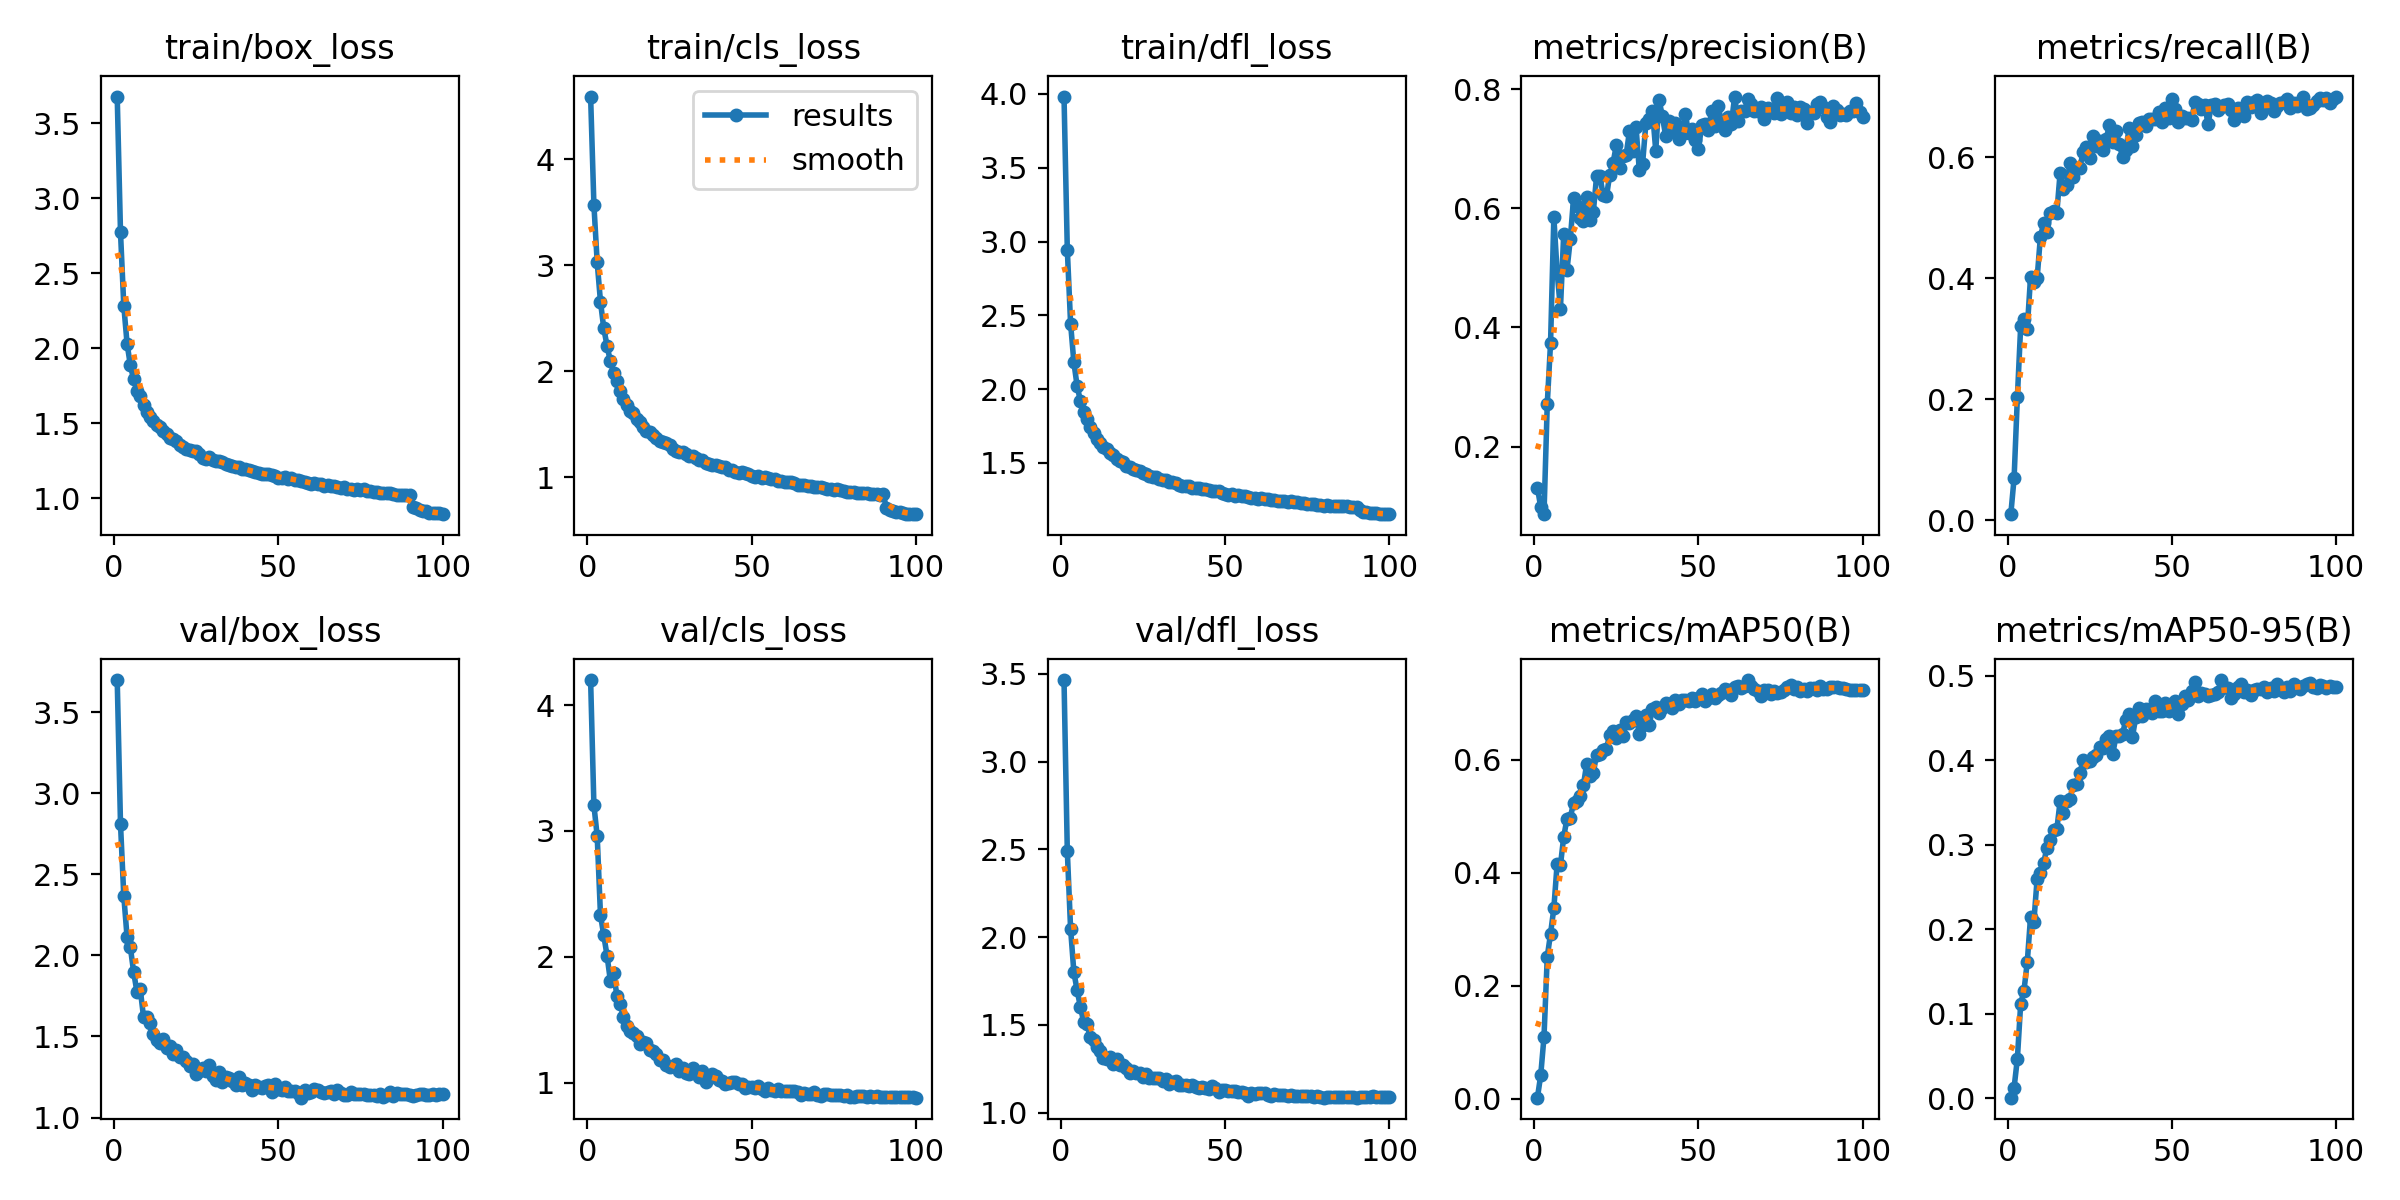 train/box_loss
3.5
3.0
2.5
2.0
1.5
1.0
0 50 100
train/cls_loss
results
smooth
4
3
2
1
0 50 100
train/dfl_loss
4.0
3.5
3.0
2.5
2.0
1.5
0 50 100
metrics/precision(B)
0.8
0.6
0.4
0.2
0 50 100
metrics/recall(B)
0.6
0.4
0.2
0.0
0 50 100
val/box_loss
3.5
3.0
2.5
2.0
1.5
1.0
0 50 100
val/cls_loss
4
3
2
1
0 50 100
val/dfl_loss
3.5
3.0
2.5
2.0
1.5
1.0
0 50 100
metrics/mAP50(B)
0.6
0.4
0.2
0.0
0 50 100
metrics/mAP50-95(B)
0.5
0.4
0.3
0.2
0.1
0.0
0 50 100